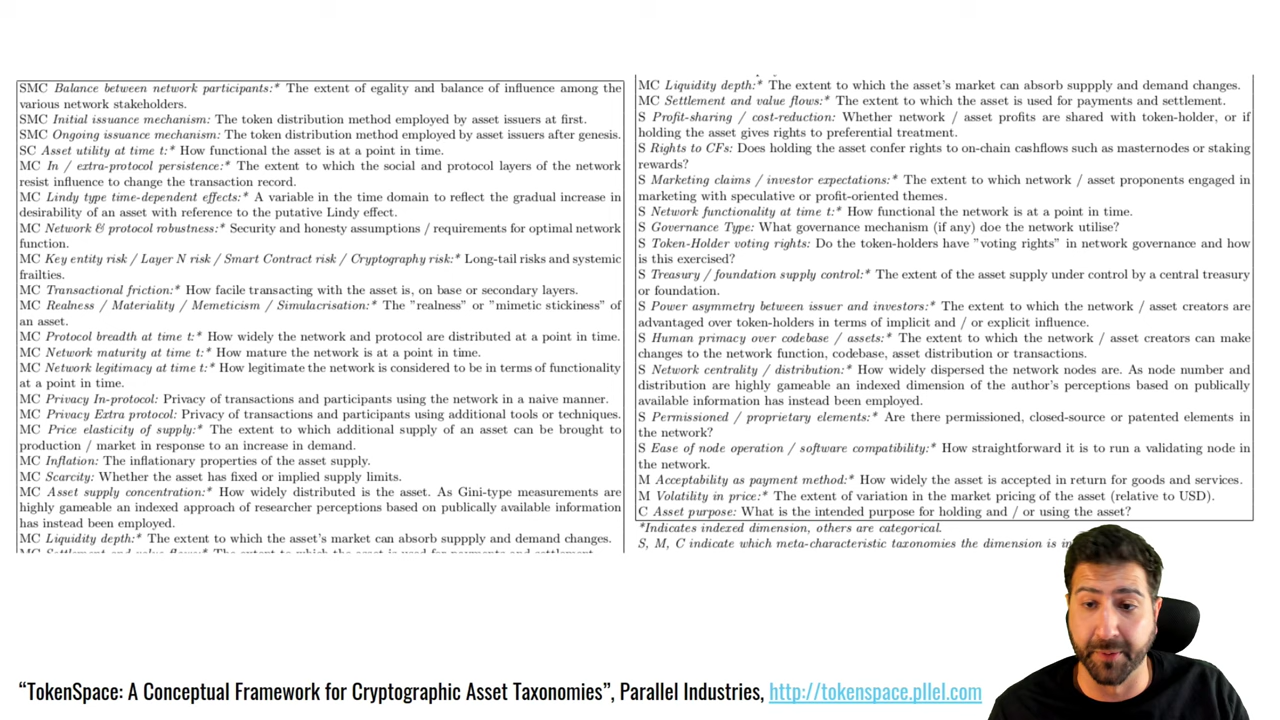 SMC Balance between network participants:* The extent of egality and balance of influence among the
various network stakeholders.
SMC Initial issuance mechanism: The token distribution method employed by asset issuers at first.
SMC Ongoing issuance mechanism: The token distribution method employed by asset issuers after genesis.
SC Asset utility at time t:* How functional the asset is at a point in time.
MC In / extra-protocol persistence:* The extent to which the social and protocol layers of the network
resist influence to change the transaction record.
MC Lindy type time-dependent effects:* A variable in the time domain to reflect the gradual increase in
desirability of an asset with reference to the putative Lindy effect.
MC Network & protocol robustness:* Security and honesty assumptions / requirements for optimal network
function.
MC Key entity risk / Layer N risk / Smart Contract risk / Cryptography risk:* Long-tail risks and systemic
frailties.
MC Transactional friction:* How facile transacting with the asset is, on base or secondary layers.
MC Realness / Materiality / Memeticism / Simulacrisation:* The "realness" or "mimetic stickiness" of
an asset.
MC Protocol breadth at time t:* How widely the network and protocol are distributed at a point in time.
MC Network maturity at time t:* How mature the network is at a point in time.
MC Network legitimacy at time t:* How legitimate the network is considered to be in terms of functionality
at a point in time.
MC Privacy In-protocol: Privacy of transactions and participants using the network in a naive manner.
MC Privacy Extra protocol: Privacy of transactions and participants using additional tools or techniques.
MC Price elasticity of supply:* The extent to which additional supply of an asset can be brought to
production / market in response to an increase in demand.
MC Inflation: The inflationary properties of the asset supply.
MC Scarcity: Whether the asset has fixed or implied supply limits.
MC Asset supply concentration:* How widely distributed is the asset. As Gini-type measurements are
highly gameable an indexed approach of researcher perceptions based on publically available information
has instead been employed.
MC Liquidity depth:* The extent to which the asset's market can absorb suppply and demand changes.
MC Settlement and value flows:* The extent to which the asset is used for payments and settlement.
MC Liquidity depth:* The extent to which the asset's market can absorb suppply and demand changes.
MC Settlement and value flows:* The extent to which the asset is used for payments and settlement.
S Profit-sharing / cost-reduction: Whether network / asset profits are shared with token-holder, or if
holding the asset gives rights to preferential treatment.
S Rights to CFs: Does holding the asset confer rights to on-chain cashflows such as masternodes or staking
rewards?
S Marketing claims / investor expectations:* The extent to which network / asset proponents engaged in
marketing with speculative or profit-oriented themes.
S Network functionality at time t:* How functional the network is at a point in time.
S Governance Type: What governance mechanism (if any) doe the network utilise?
S Token-Holder voting rights: Do the token-holders have "voting rights" in network governance and how
is this exercised?
S Treasury / foundation supply control:* The extent of the asset supply under control by a central treasury
or foundation.
S Power asymmetry between issuer and investors:* The extent to which the network / asset creators are
advantaged over token-holders in terms of implicit and / or explicit influence.
S Human primacy over codebase / assets:* The extent to which the network / asset creators can make
changes to the network function, codebase, asset distribution or transactions.
S Network centrality / distribution:* How widely dispersed the network nodes are. As node number and
distribution are highly gameable an indexed dimension of the author's perceptions based on publically
available information has instead been employed.
S Permissioned / proprietary elements:* Are there permissioned, closed-source or patented elements in
the network?
S Ease of node operation / software compatibility:* How straightforward it is to run a validating node in
the network.
M Acceptability as payment method:* How widely the asset is accepted in return for goods and services.
M Volatility in price:* The extent of variation in the market pricing of the asset (relative to USD).
C Asset purpose: What is the intended purpose for holding and / or using the asset?
*Indicates indexed dimension, others are categorical.
S, M, C indicate which meta-characteristic taxonomies the dimension is
“TokenSpace: A Conceptual Framework for Cryptographic Asset Taxonomies”, Parallel Industries, http://tokenspace.pllel.com